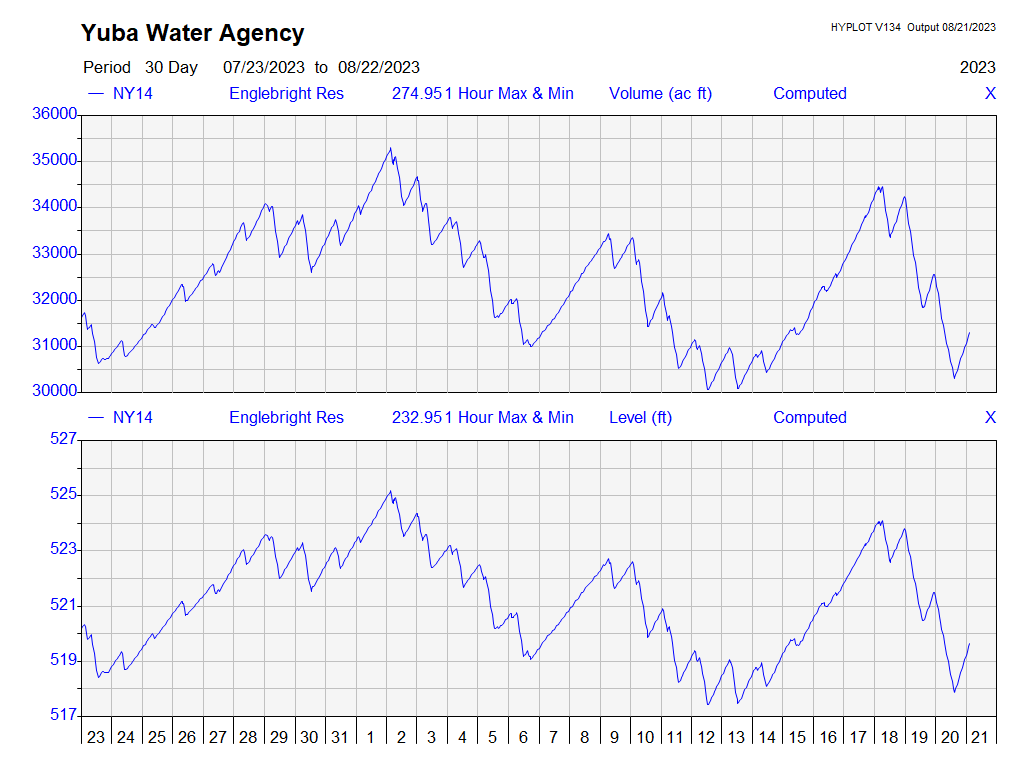 Yuba Water Agency
HYPLOT V134 Output 08/21/2023
Period 30 Day 07/23/2023 to 08/22/2023
2023
NY14 Englebright Res 274.951 Hour Max & Min Volume (ac ft) Computed X
36000
35000
34000
33000
32000
31000
30000
NY14 Englebright Res 232.951 Hour Max & Min Level (ft) Computed X
527
525
523
521
519
517
23 24 25 26 27 28 29 30 31 1 2 3 4 5 6 7 8 9 10 11 12 13 14 15 16 17 18 19 20 21